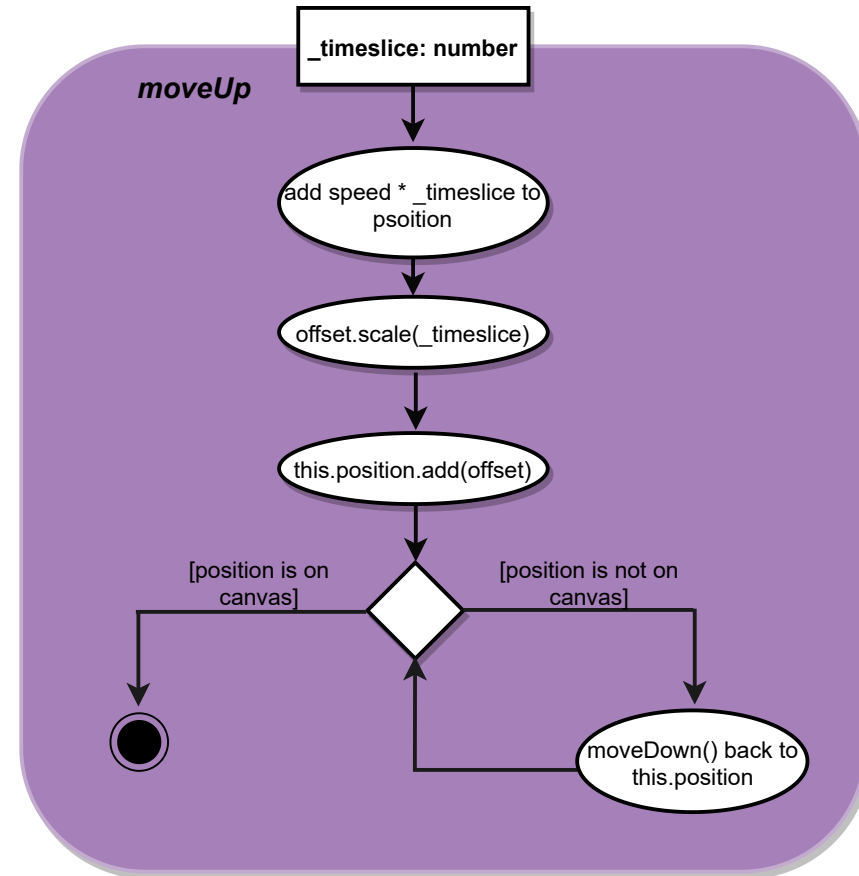 _timeslice: number
moveUp
add speed * _timeslice to
psoition
offset.scale(_timeslice)
this.position.add(offset)
[position is on
canvas]
[position is not on
canvas]
moveDown() back to
this.position